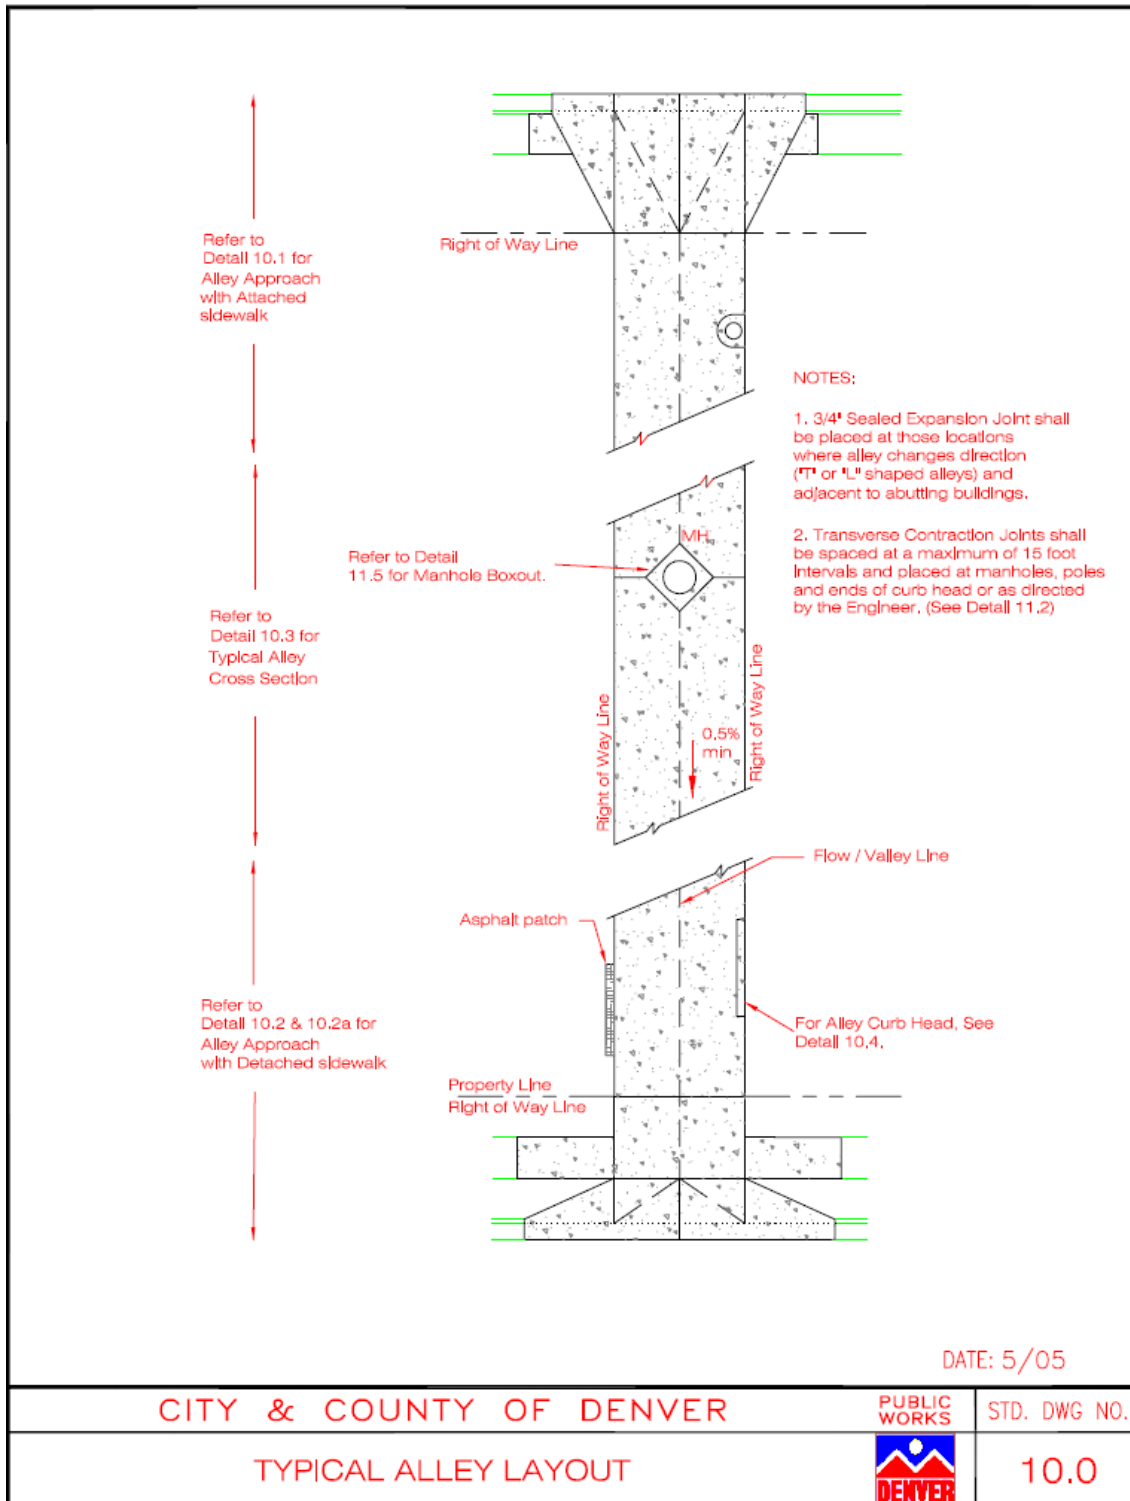 Refer to
Detail 10.1 for
Alley Approach
with Attached
sidewalk
Right of Way Line
NOTES:
1. 3/4" Sealed Expansion Joint shall
be placed at those locations
where alley changes direction
("T" or "L" shaped alleys) and
adjacent to abutting buildings.
2. Transverse Contraction Joints shall
be spaced at a maximum of 15 foot
intervals and placed at manholes, poles
and ends of curb head or as directed
by the Engineer. (See Detail 11.2)
MH
Refer to Detail
11.5 for Manhole Boxout.
Refer to
Detail 10.3 for
Typical Alley
Cross Section
Right of Way Line
0.5%
min
Right of Way Line
Flow / Valley Line
Asphalt patch
Refer to
Detail 10.2 & 10.2a for
Alley Approach
with Detached sidewalk
For Alley Curb Head, See
Detail 10.4.
Property Line
Right of Way Line
DATE: 5/05
CITY & COUNTY OF DENVER
PUBLIC
WORKS
STD. DWG NO.
TYPICAL ALLEY LAYOUT
DENVER
10.0